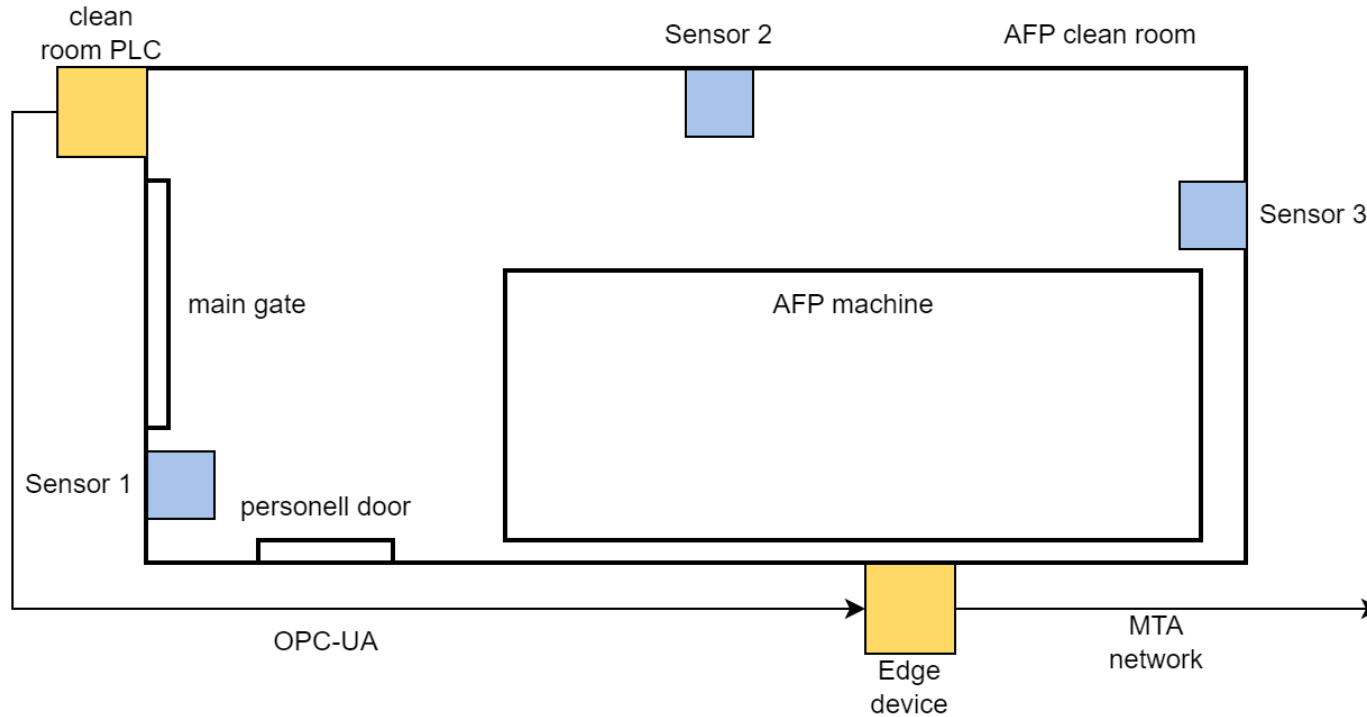 clean
room PLC
Sensor 2
AFP clean room
Sensor 3
main gate
AFP machine
Sensor 1
personell door
OPC-UA
MTA
network
Edge
device